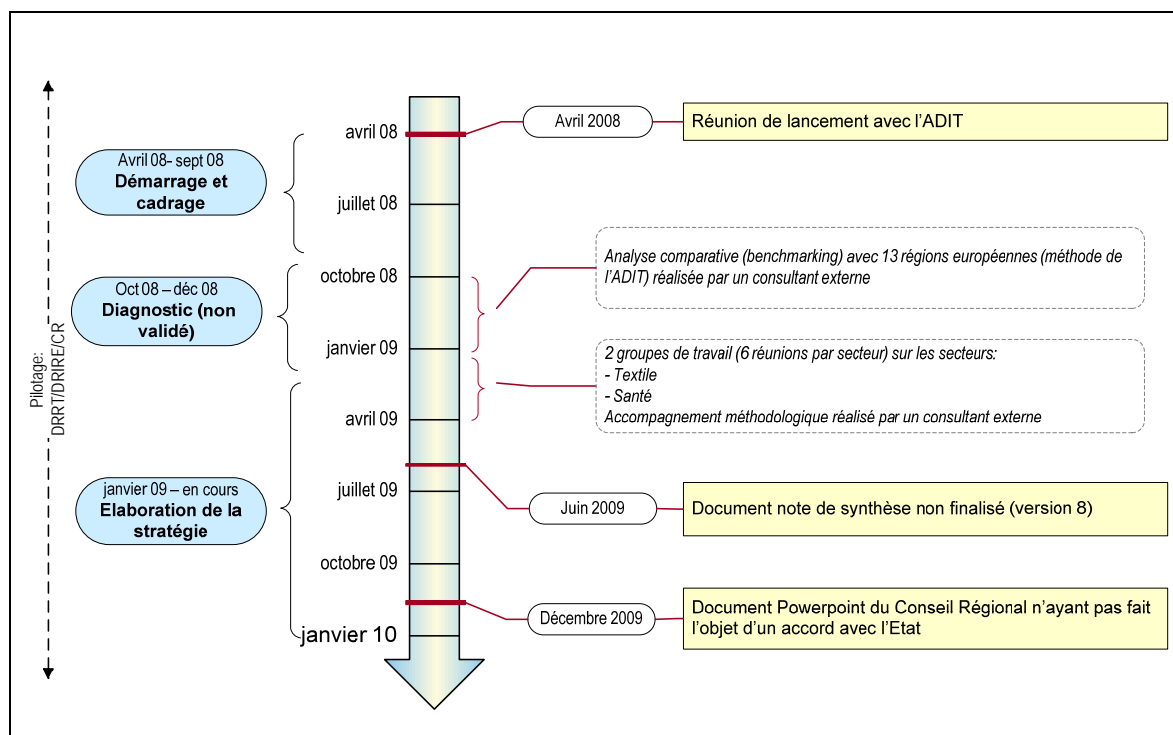 Pilotage:
DRRT/DRIRE/CR
Avril 08- sept 08
Démarrage et
cadrage
Oct 08 – déc 08
Diagnostic (non
validé)
janvier 09 – en cours
Elaboration de la
stratégie
avril 08
juillet 08
octobre 08
janvier 09
avril 09
juillet 09
octobre 09
janvier 10
Avril 2008
Réunion de lancement avec l’ADIT
Analyse comparative (benchmarking) avec 13 régions européennes (méthode de
l’ADIT) réalisée par un consultant externe
2 groupes de travail (6 réunions par secteur) sur les secteurs:
- Textile
- Santé
Accompagnement méthodologique réalisé par un consultant externe
Juin 2009
Document note de synthèse non finalisé (version 8)
Décembre 2009
Document Powerpoint du Conseil Régional n’ayant pas fait
l’objet d’un accord avec l’Etat